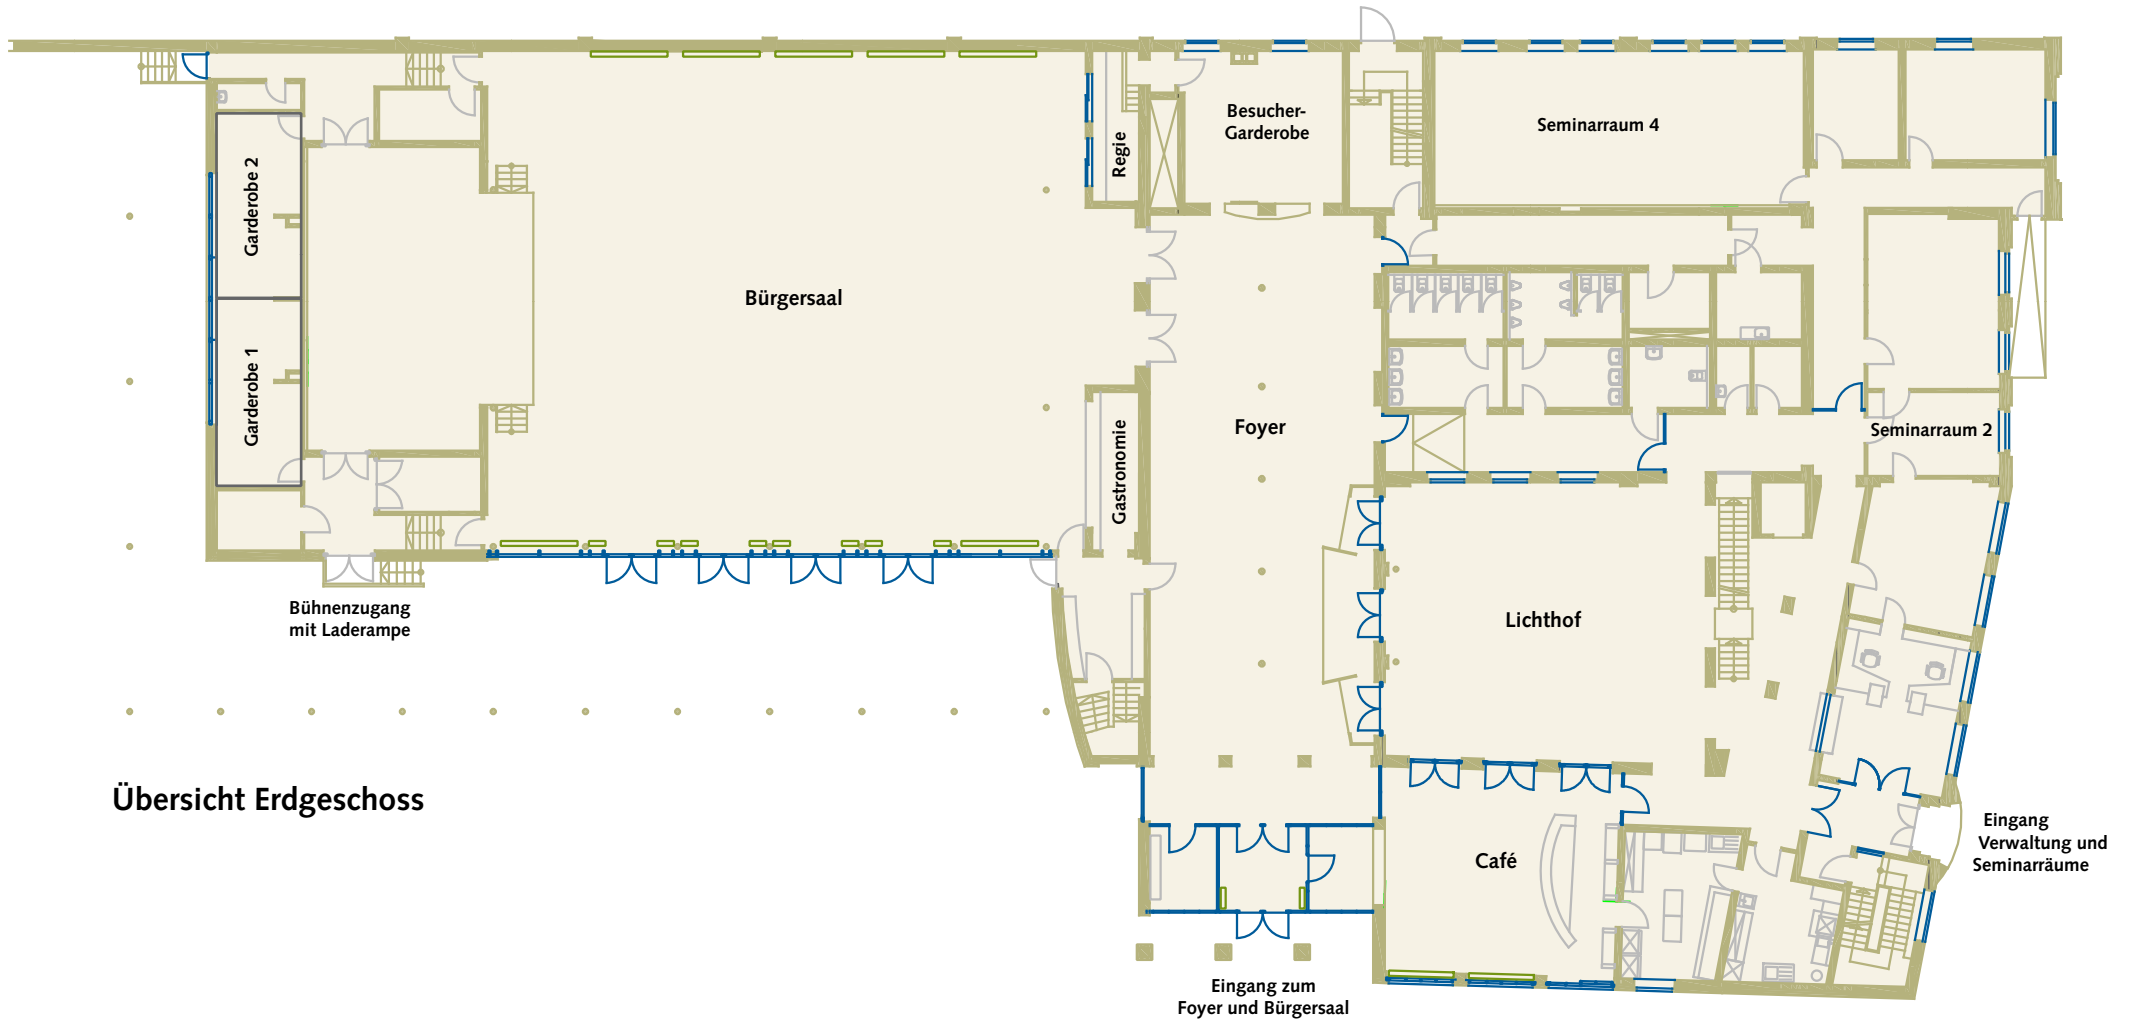 Besucher-
Garderobe
Seminarraum 4
Regie
Garderobe 2
Bürgersaal
Garderobe 1
Foyer
Seminarraum 2
Gastronomie
Bühnenzugang
mit Laderampe
Lichthof
Übersicht Erdgeschoss
Café
Eingang
Verwaltung und
Seminarräume
Eingang zum
Foyer und Bürgersaal